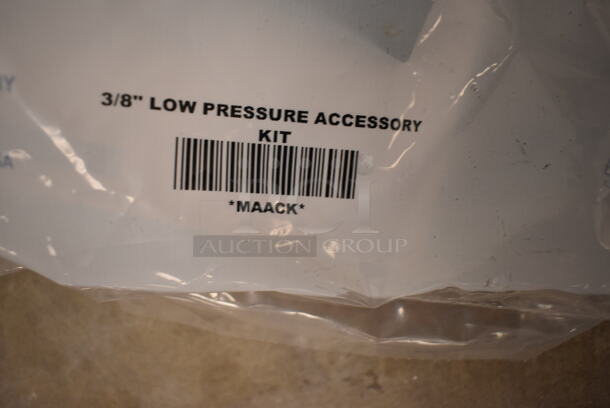 3/8" LOW PRESSURE ACCESSORY
KIT
*MAACK*
AUCTION GROUP